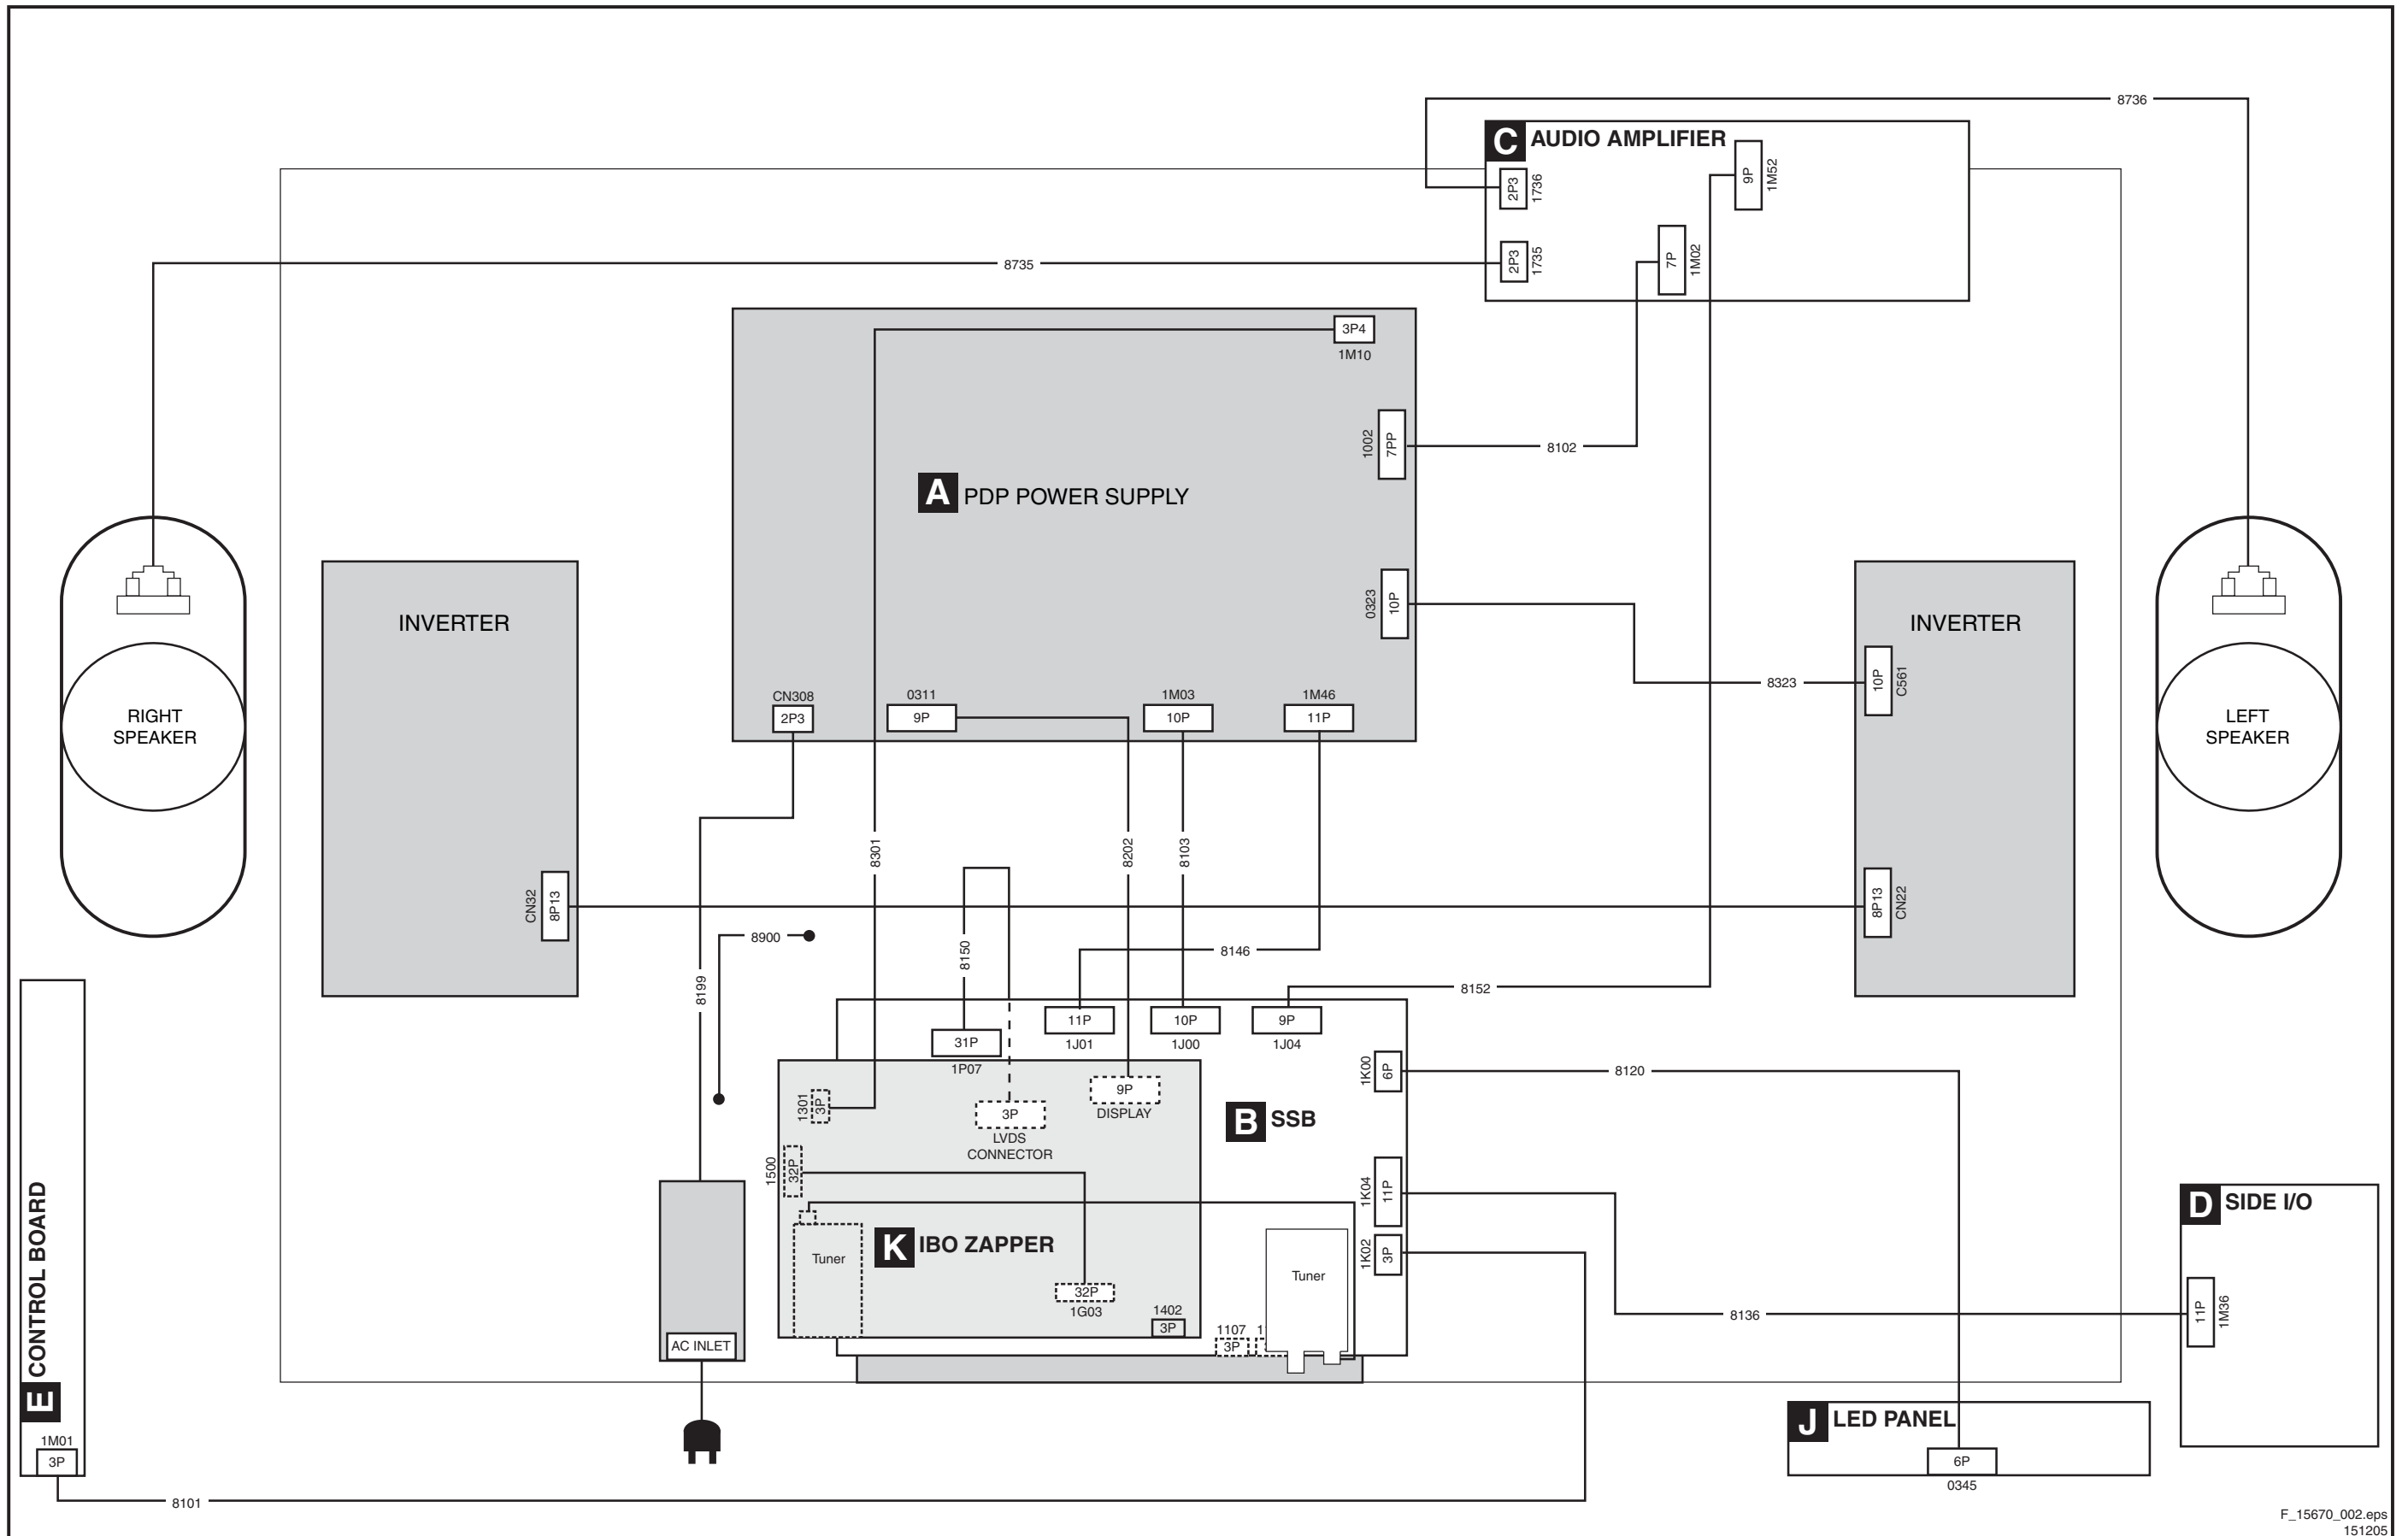 8736
C AUDIO AMPLIFIER
2P3
1736
9P
1M52
2P3
1735
7P
1M02
8735
3P4
1M10
1002
7PP
8102
A PDP POWER SUPPLY
0323
10P
INVERTER
INVERTER
10P
C561
8323
RIGHT
SPEAKER
LEFT
SPEAKER
CN308
2P3
0311
9P
1M03
10P
1M46
11P
8301
8202
8103
CN32
8P13
8P13
CN22
8900
8150
8146
8199
8152
31P
1P07
11P
1J01
10P
1J00
9P
1J04
1K00
6P
8120
1301
3P
3P
LVDS
CONNECTOR
9P
DISPLAY
B SSB
1500
32P
1K04
11P
D SIDE I/O
E CONTROL BOARD
Tuner
K IBO ZAPPER
1K02
3P
Tuner
32P
1G03
1402
3P
1107
3P
8136
11P
1M36
AC INLET
J LED PANEL
1M01
3P
6P
0345
8101
F_15670_002.eps
151205